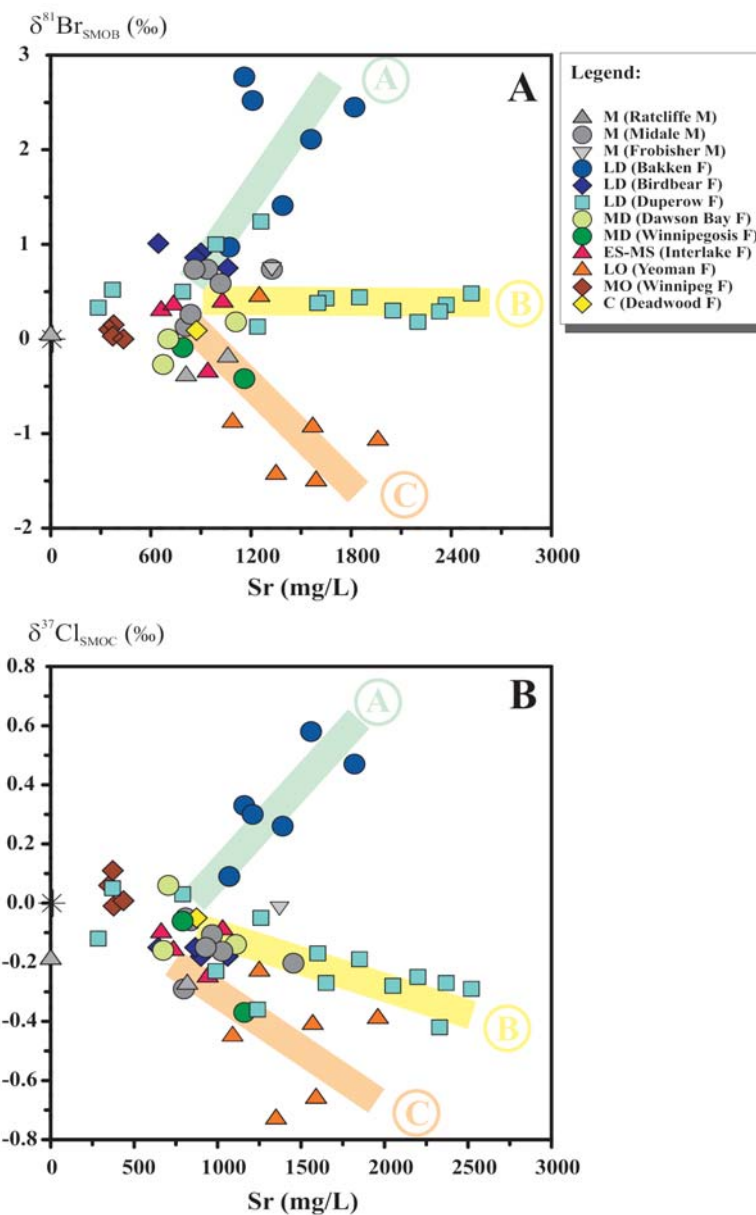 δ⁸¹Br_SMOB (‰)
3
2
1
0
-1
-2
A
A
B
C
0 600 1200 1800 2400 3000
Sr (mg/L)
Legend:
M (Ratcliffe M)
M (Midale M)
M (Frobisher M)
LD (Bakken F)
LD (Birdbear F)
LD (Duperow F)
MD (Dawson Bay F)
MD (Winnipegosis F)
ES-MS (Interlake F)
LO (Yeoman F)
MO (Winnipeg F)
C (Deadwood F)
δ³⁷Cl_SMOC (‰)
0.8
0.6
0.4
0.2
0.0
-0.2
-0.4
-0.6
-0.8
A
B
B
C
0 500 1000 1500 2000 2500 3000
Sr (mg/L)